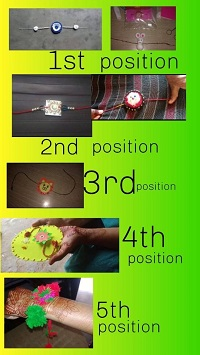 1st position
2nd position
3rd position
4th
position
5th
position